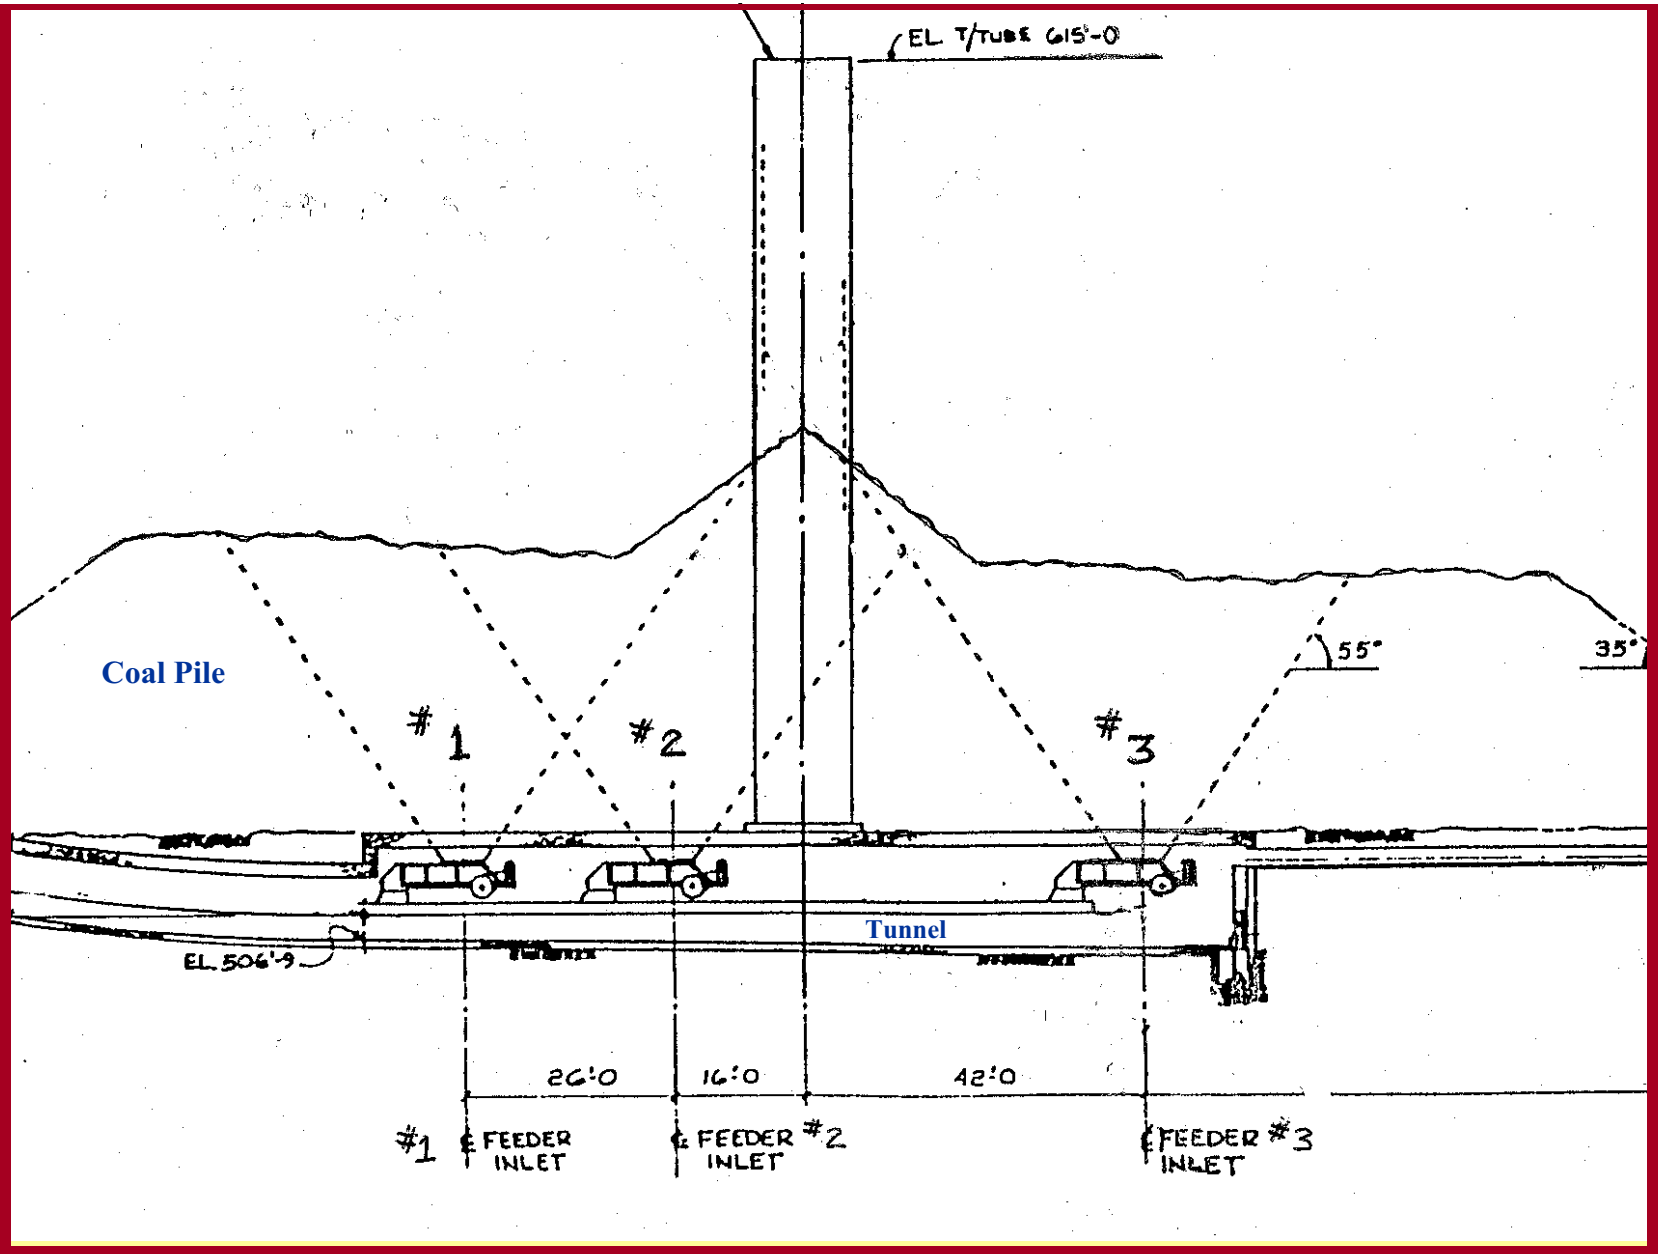 EL T/TUBE 615'-0
55°
35°
Coal Pile
#1
#2
#3
Tunnel
EL 506'-9
26'-0
16'-0
42'-0
#1 ℄ FEEDER
INLET
℄ FEEDER #2
INLET
℄ FEEDER #3
INLET